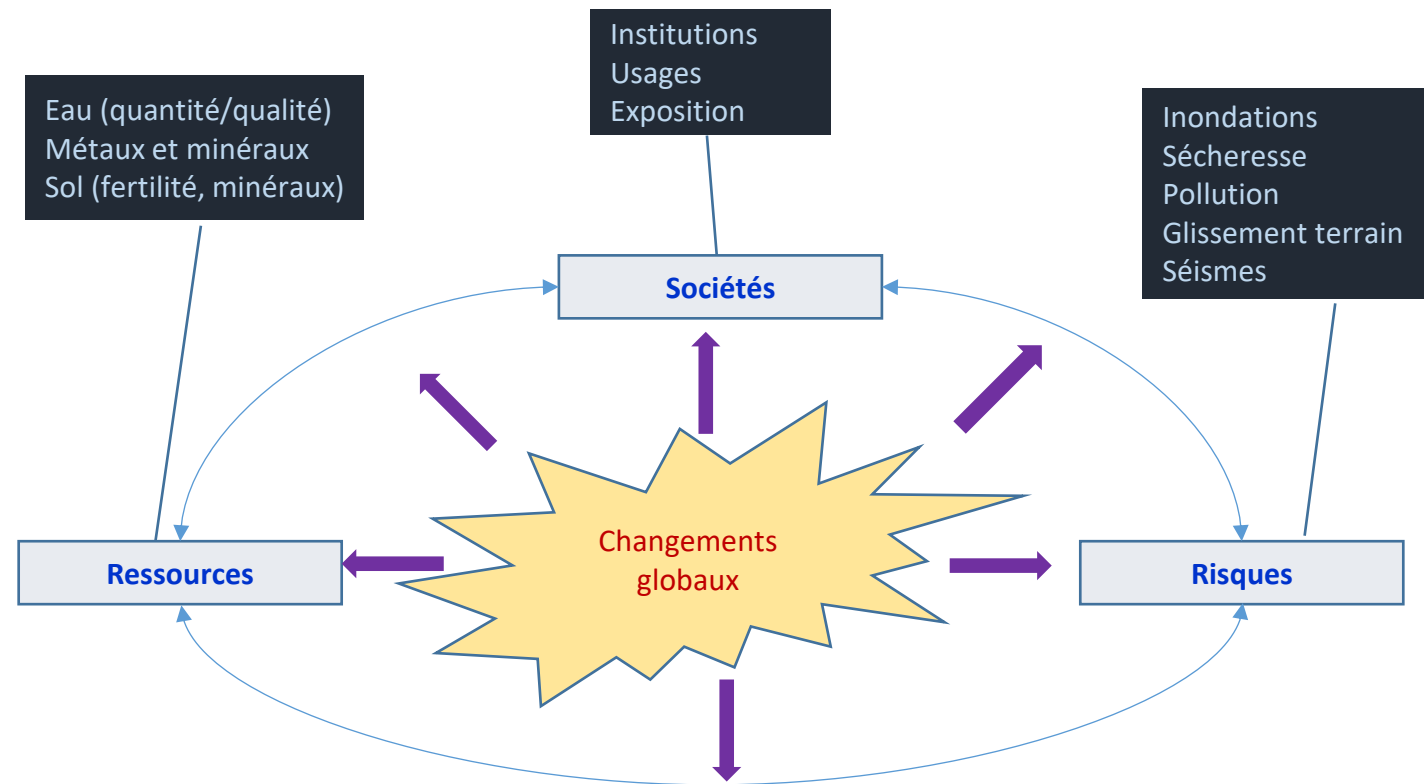 Institutions
Usages
Exposition
Eau (quantité/qualité)
Métaux et minéraux
Sol (fertilité, minéraux)
Inondations
Sécheresse
Pollution
Glissement terrain
Séismes
Sociétés
Changements
globaux
Ressources
Risques